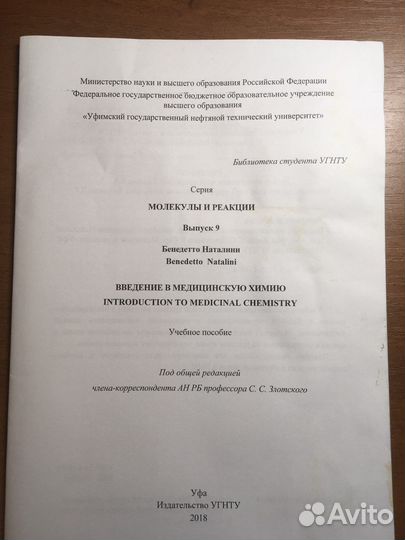 Министерство науки и высшего образования Российской Федерации
Федеральное государственное бюджетное образовательное учреждение
высшего образования
«Уфимский государственный нефтяной технический университет»
Библиотека студента УГНТУ
Серия
МОЛЕКУЛЫ И РЕАКЦИИ
Выпуск 9
Бенедетто Наталини
Benedetto Natalini
ВВЕДЕНИЕ В МЕДИЦИНСКУЮ ХИМИЮ
INTRODUCTION TO MEDICINAL CHEMISTRY
Учебное пособие
Под общей редакцией
члена-корреспондента АН РБ профессора С. С. Злотского
Уфа
Издательство УГНТУ
2018
Avito